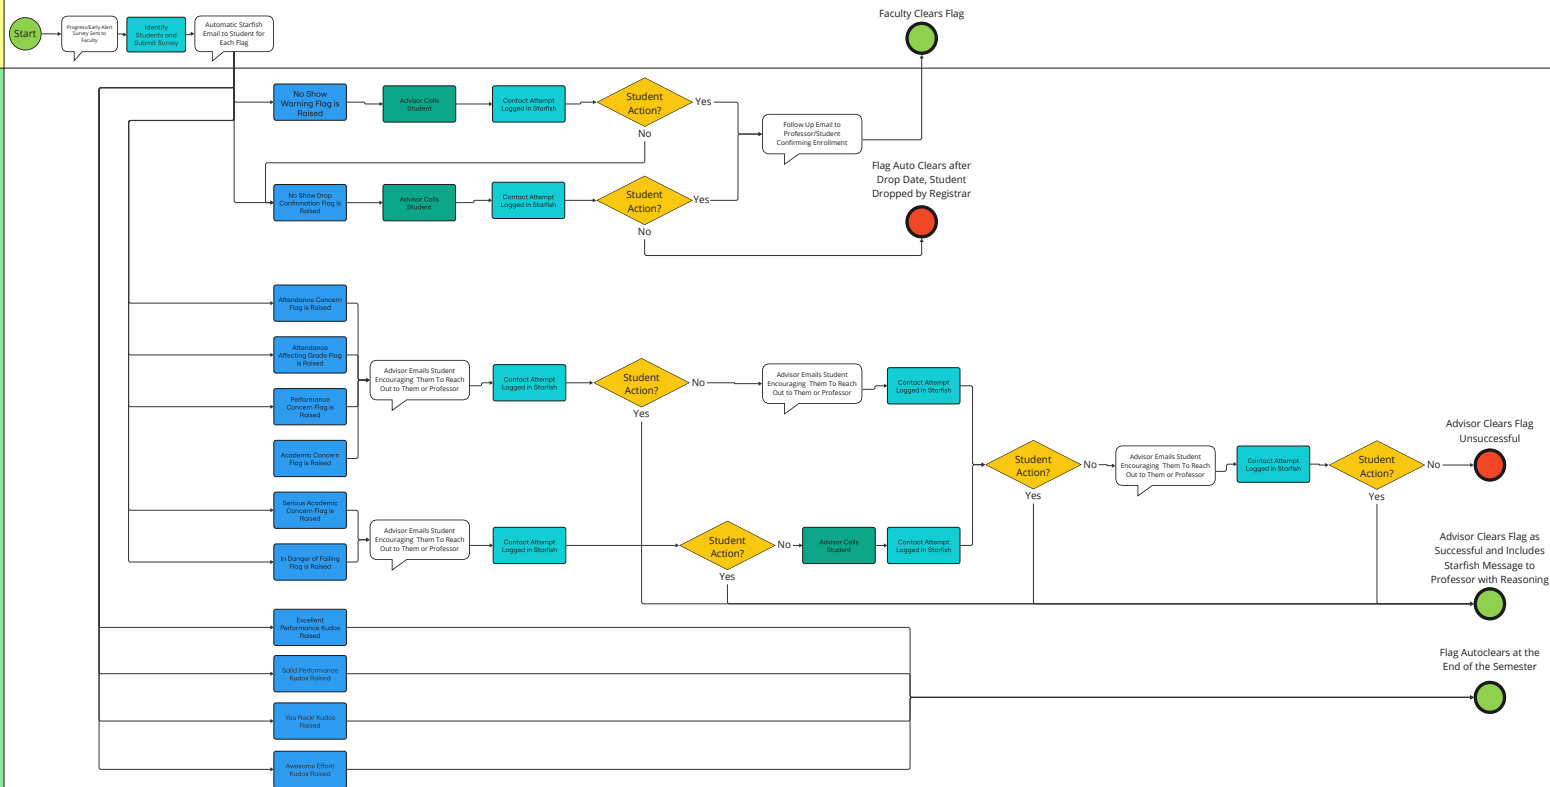 Start
Progress/Early Alert
Survey Sent to
Faculty
Identify
Students and
Submit Survey
Automatic Starfish
Email to Student for
Each Flag
Faculty Clears Flag
No Show
Warning Flag is
Raised
Advisor Calls
Student
Contact Attempt
Logged in Starfish
Student
Action?
Yes
No
Follow Up Email to
Professor/Student
Confirming Enrollment
Flag Auto Clears after
Drop Date, Student
Dropped by Registrar
No Show Drop
Confirmation Flag is
Raised
Advisor Calls
Student
Contact Attempt
Logged in Starfish
Student
Action?
Yes
No
Attendance Concern
Flag is Raised
Attendance
Affecting Grade Flag
is Raised
Performance
Concern Flag is
Raised
Academic Concern
Flag is Raised
Advisor Emails Student
Encouraging Them To Reach
Out to Them or Professor
Contact Attempt
Logged in Starfish
Student
Action?
No
Yes
Advisor Emails Student
Encouraging Them To Reach
Out to Them or Professor
Contact Attempt
Logged in Starfish
Student
Action?
No
Yes
Advisor Emails Student
Encouraging Them To Reach
Out to Them or Professor
Contact Attempt
Logged in Starfish
Student
Action?
No
Yes
Advisor Clears Flag
Unsuccessful
Serious Academic
Concern Flag is
Raised
In Danger of Failing
Flag is Raised
Advisor Emails Student
Encouraging Them To Reach
Out to Them or Professor
Contact Attempt
Logged in Starfish
Student
Action?
No
Yes
Advisor Calls
Student
Contact Attempt
Logged in Starfish
Advisor Clears Flag as
Successful and Includes
Starfish Message to
Professor with Reasoning
Excellent
Performance Kudos
Raised
Solid Performance
Kudos Raised
You Rock! Kudos
Raised
Awesome Effort!
Kudos Raised
Flag Autoclears at the
End of the Semester